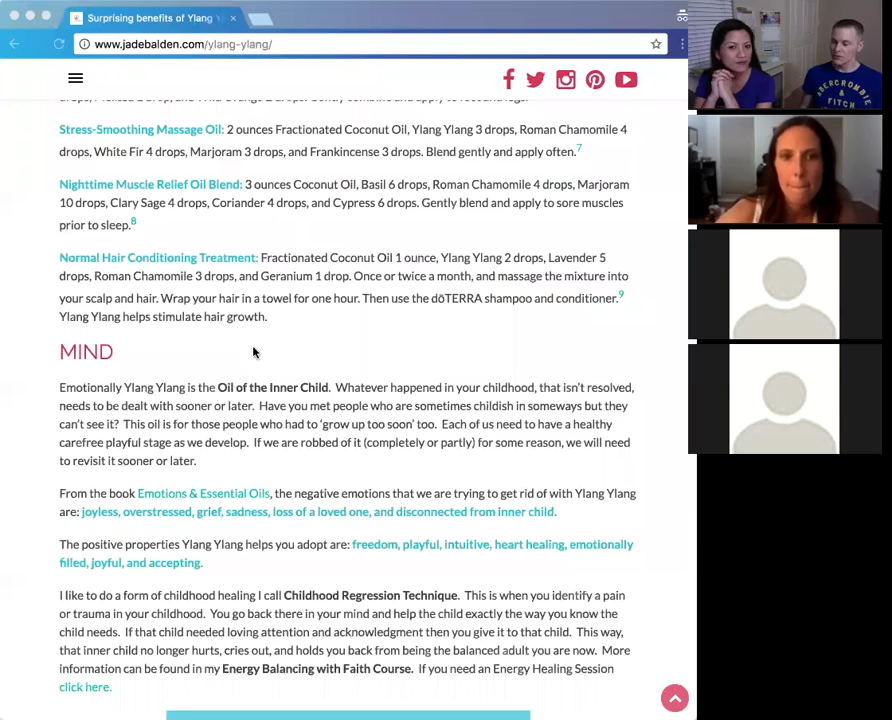 Surprising benefits of Ylang
www.jadebalden.com/ylang-ylang/
Stress-Smoothing Massage Oil: 2 ounces Fractionated Coconut Oil, Ylang Ylang 3 drops, Roman Chamomile 4
drops, White Fir 4 drops, Marjoram 3 drops, and Frankincense 3 drops. Blend gently and apply often.7
Nighttime Muscle Relief Oil Blend: 3 ounces Coconut Oil, Basil 6 drops, Roman Chamomile 4 drops, Marjoram
10 drops, Clary Sage 4 drops, Coriander 4 drops, and Cypress 6 drops. Gently blend and apply to sore muscles
prior to sleep.8
Normal Hair Conditioning Treatment: Fractionated Coconut Oil 1 ounce, Ylang Ylang 2 drops, Lavender 5
drops, Roman Chamomile 3 drops, and Geranium 1 drop. Once or twice a month, and massage the mixture into
your scalp and hair. Wrap your hair in a towel for one hour. Then use the dōTERRA shampoo and conditioner.9
Ylang Ylang helps stimulate hair growth.
MIND
Emotionally Ylang Ylang is the Oil of the Inner Child. Whatever happened in your childhood, that isn't resolved,
needs to be dealt with sooner or later. Have you met people who are sometimes childish in someways but they
can't see it? This oil is for those people who had to 'grow up too soon' too. Each of us need to have a healthy
carefree playful stage as we develop. If we are robbed of it (completely or partly) for some reason, we will need
to revisit it sooner or later.
From the book Emotions & Essential Oils, the negative emotions that we are trying to get rid of with Ylang Ylang
are: joyless, overstressed, grief, sadness, loss of a loved one, and disconnected from inner child.
The positive properties Ylang Ylang helps you adopt are: freedom, playful, intuitive, heart healing, emotionally
filled, joyful, and accepting.
I like to do a form of childhood healing I call Childhood Regression Technique. This is when you identify a pain
or trauma in your childhood. You go back there in your mind and help the child exactly the way you know the
child needs. If that child needed loving attention and acknowledgment then you give it to that child. This way,
that inner child no longer hurts, cries out, and holds you back from being the balanced adult you are now. More
information can be found in my Energy Balancing with Faith Course. If you need an Energy Healing Session
click here.
ABERCROMBIE
& FITCH